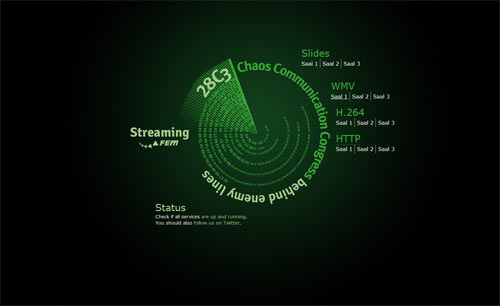 28C3 Chaos Communication Congress behind enemy lines
Slides
Saal 1 | Saal 2 | Saal 3
WMV
Saal 1 | Saal 2 | Saal 3
H.264
Saal 1 | Saal 2 | Saal 3
HTTP
Saal 1 | Saal 2 | Saal 3
Streaming
FEM
Status
Check if all services are up and running.
You should also follow us on Twitter.